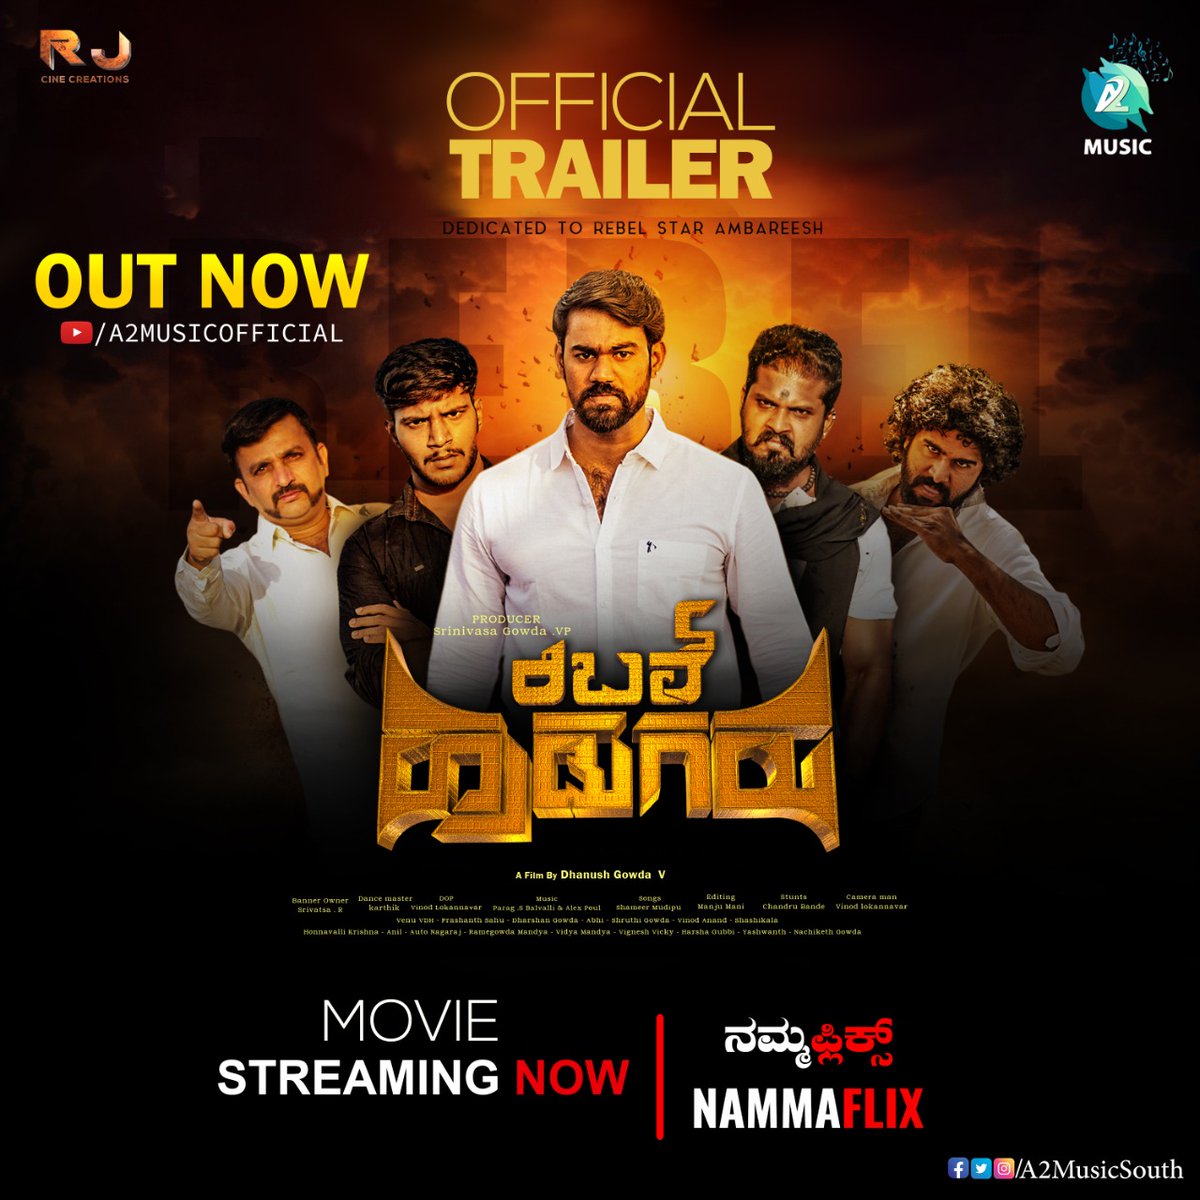 RJ
CINE CREATIONS
A2
MUSIC
OFFICIAL
TRAILER
DEDICATED TO REBEL STAR AMBAREESH
REBEL
OUT NOW
/A2MUSICOFFICIAL
PRODUCER
Srinivasa Gowda .VP
ರೆಬಲ್
ಹುಡುಗರು
A Film By Dhanush Gowda V
Banner Owner Dance master DOP Music Songs Editing Stunts Camera man
Srivatsa . R karthik Vinod Lokannavar Parag .S Balvalli & Alex Poul Shameer Mudipu Manju Mani Chandru Bande Vinod lokannavar
Venu VDH - Prashanth Sahu - Dharshan Gowda - Abhi - Shruthi Gowda - Vinod Anand - Shashikala
Honnavalli Krishna - Anil - Auto Nagaraj - Ramegowda Mandya - Vidya Mandya - Vignesh Vicky - Harsha Gubbi - Yashwanth - Nachiketh Gowda
MOVIE
STREAMING NOW
ನಮ್ಮಫ್ಲಿಕ್ಸ್
NAMMAFLIX
/A2MusicSouth